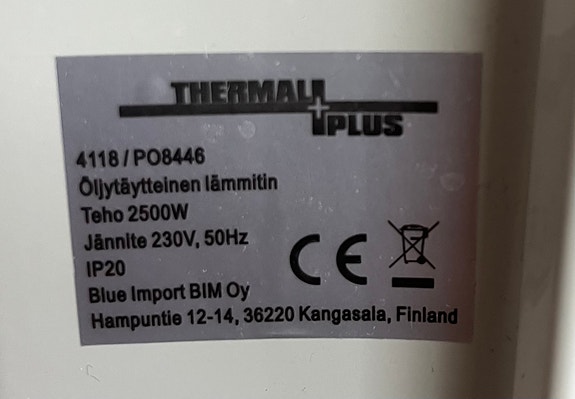 THERMAL
PLUS
4118 / PO8446
Öljytäytteinen lämmitin
Teho 2500W
Jännite 230V, 50Hz
IP20
Blue Import BIM Oy
Hampuntie 12-14, 36220 Kangasala, Finland
CE